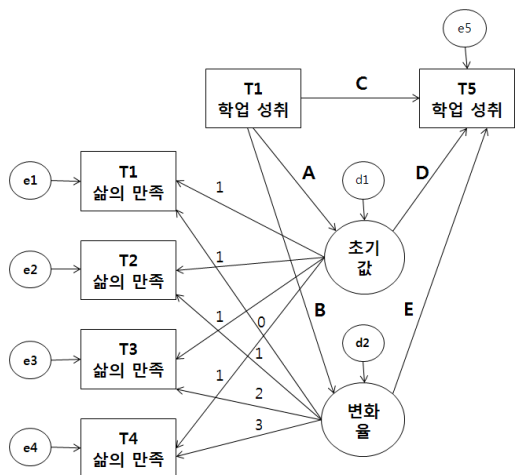 e5
T1
학업 성취
C
T5
학업 성취
e1
T1
삶의 만족
1
A
d1
D
e2
T2
삶의 만족
1
초기
값
B
E
e3
T3
삶의 만족
1
0
1
d2
1
2
3
e4
T4
삶의 만족
변화
율